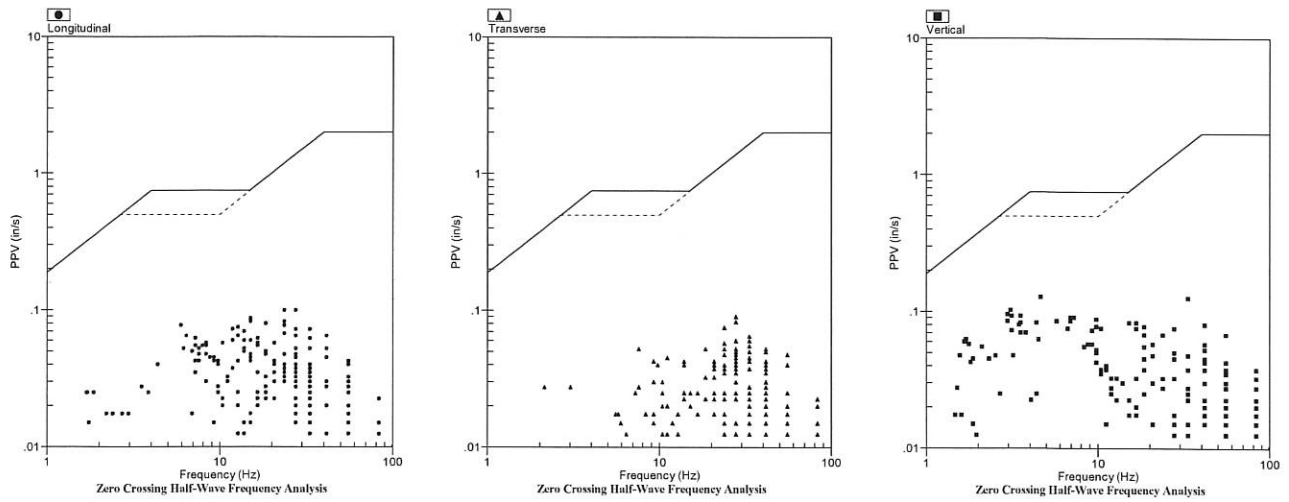 Longitudinal
10
1
.1
.01
PPV (in/s)
1 10 100
Frequency (Hz)
Zero Crossing Half-Wave Frequency Analysis
Transverse
10
1
.1
.01
PPV (in/s)
1 10 100
Frequency (Hz)
Zero Crossing Half-Wave Frequency Analysis
Vertical
10
1
.1
.01
PPV (in/s)
1 10 100
Frequency (Hz)
Zero Crossing Half-Wave Frequency Analysis